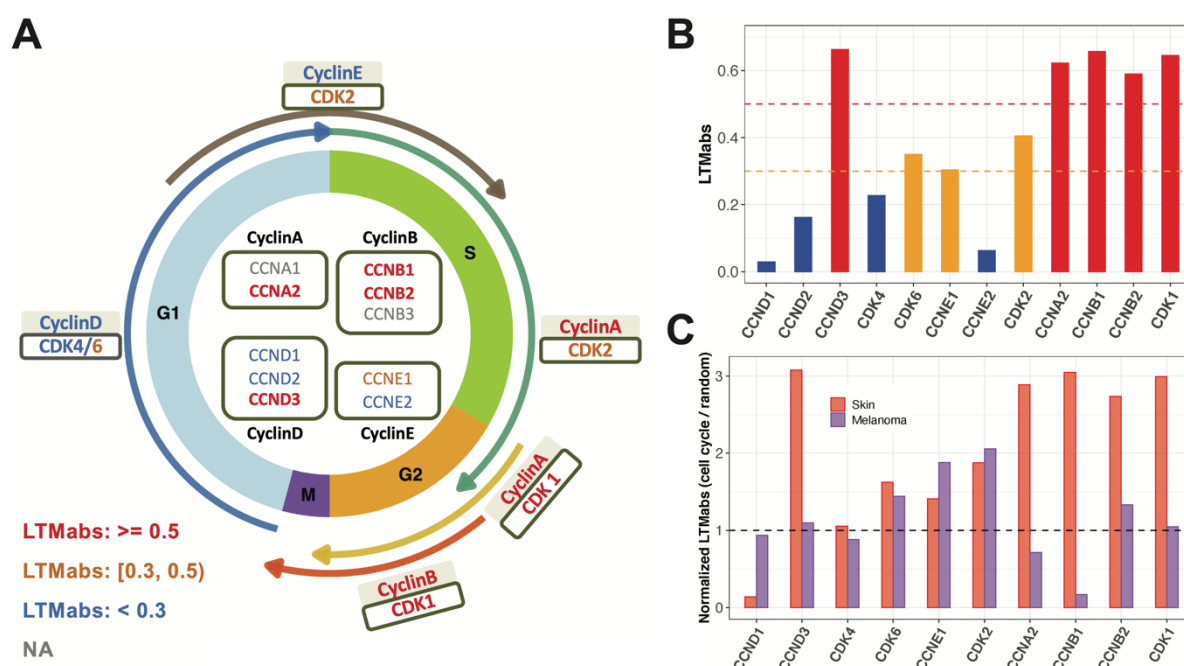 A
CyclinE
CDK2
CyclinA
CCNA1
CCNA2
CyclinB
CCNB1
CCNB2
CCNB3
S
G1
CyclinD
CDK4/6
CCND1
CCND2
CCND3
CyclinD
CCNE1
CCNE2
CyclinE
CyclinA
CDK2
G2
M
CyclinA
CDK 1
CyclinB
CDK1
LTMabs: >= 0.5
LTMabs: [0.3, 0.5)
LTMabs: < 0.3
NA
B
LTMabs
0.6
0.4
0.2
0.0
CCND1
CCND2
CCND3
CDK4
CDK6
CCNE1
CCNE2
CDK2
CCNA2
CCNB1
CCNB2
CDK1
C
Normalized LTMabs (cell cycle / random)
3
2
1
0
Skin
Melanoma
CCND1
CCND3
CDK4
CDK6
CCNE1
CDK2
CCNA2
CCNB1
CCNB2
CDK1